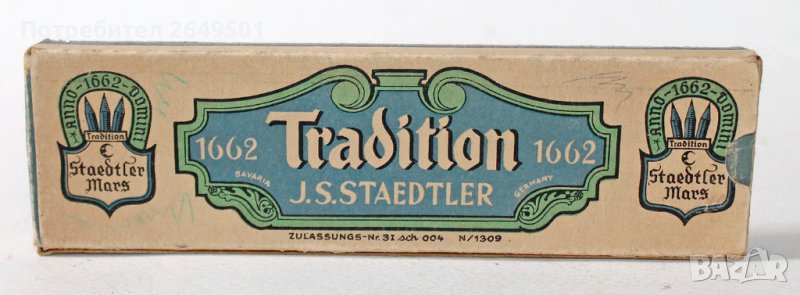 Потребител 2649501
ANNO-1662-DOMINI
Tradition
Staedtler
Mars
1662 Tradition 1662
BAVARIA J.S.STAEDTLER GERMANY
ZULASSUNGS-Nr. 31 sch 004 N/1309
ANNO-1662-DOMINI
Tradition
Staedtler
Mars
BAZAR